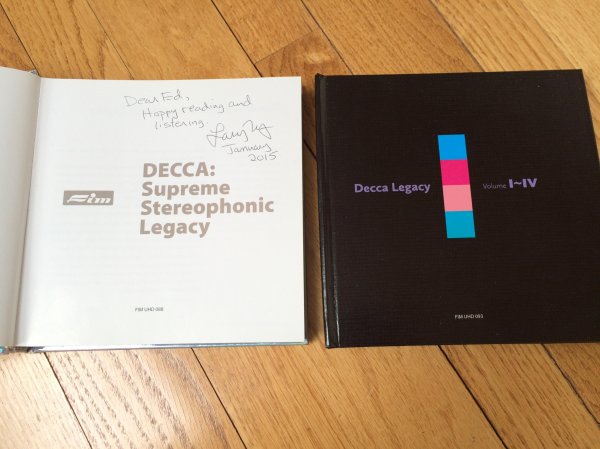 Dear Ed,
Happy reading and
listening.
January
2015
Fim
DECCA:
Supreme
Stereophonic
Legacy
FIM UHD 088
Decca Legacy
Volume I~IV
FIM UHD 093